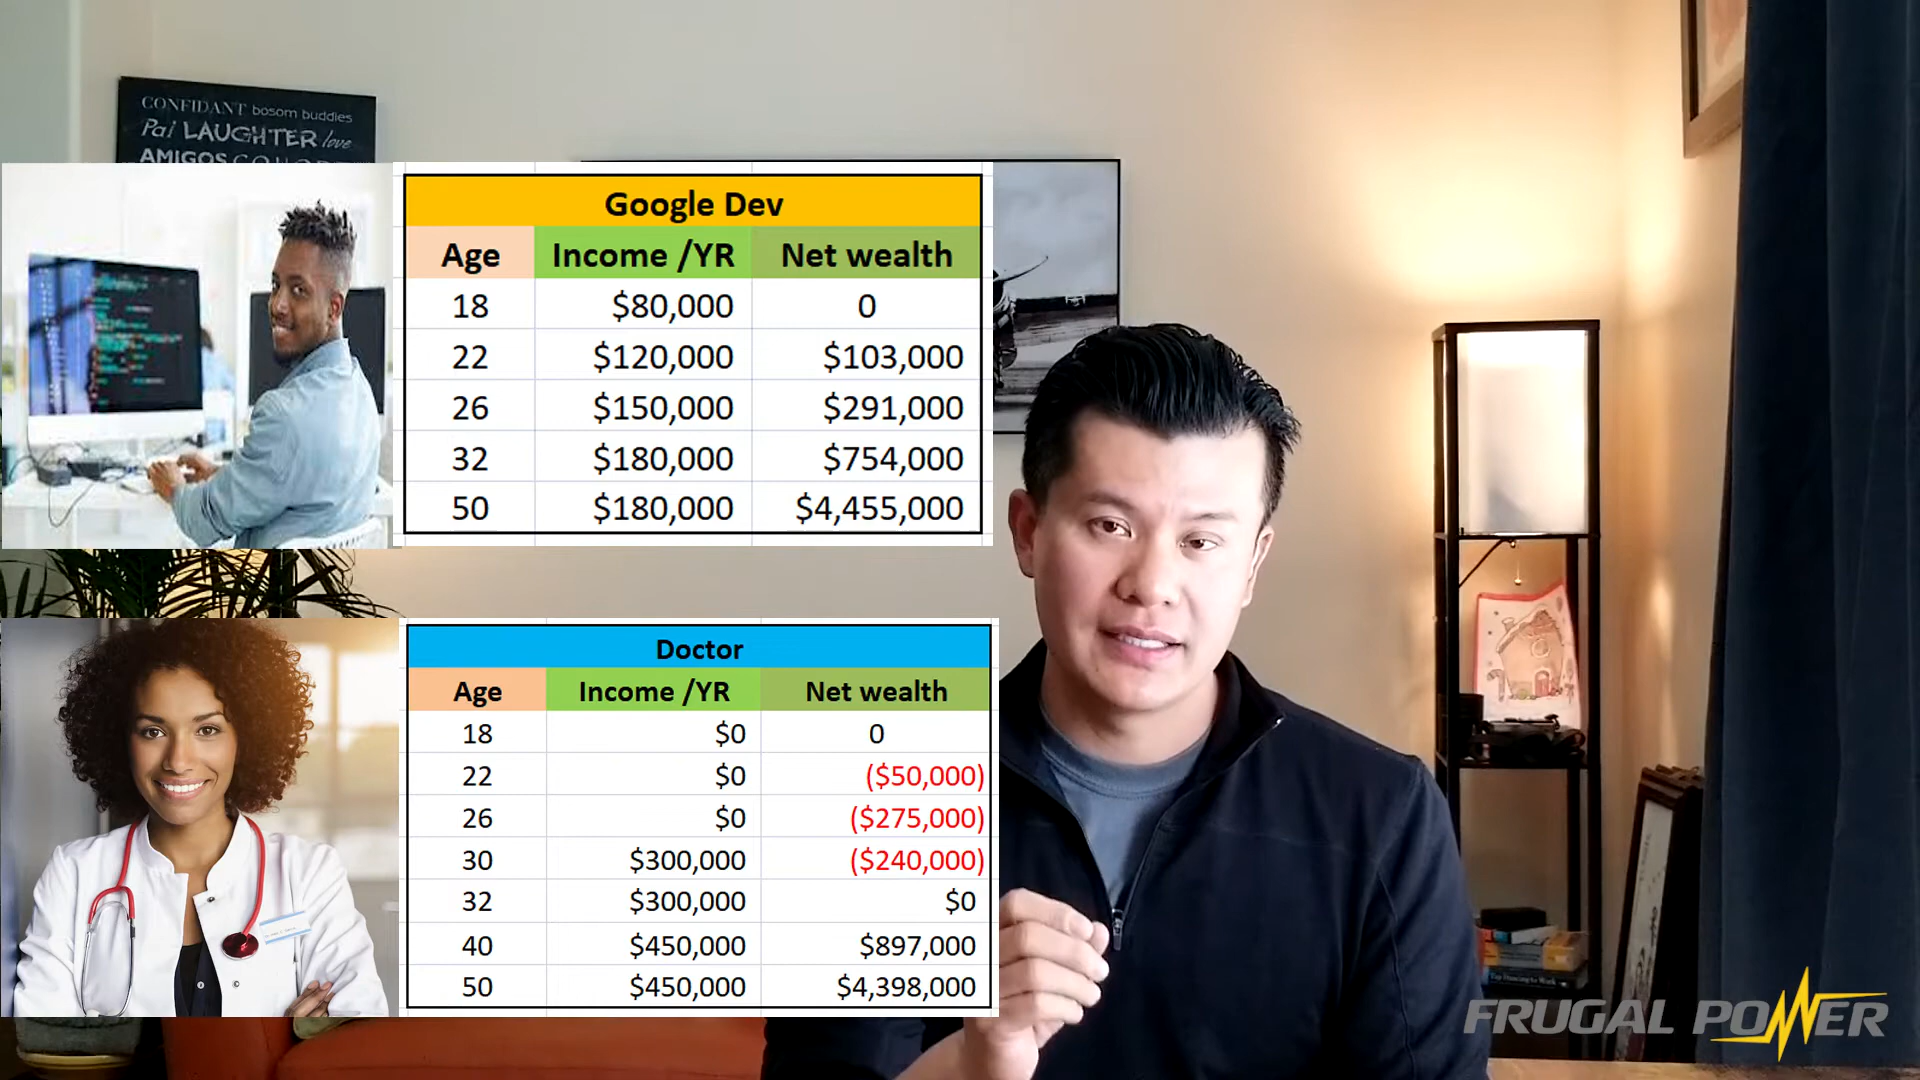 CONFIDANT bosom buddies
Pal LAUGHTER love
AMIGOS
Google Dev
Age Income /YR Net wealth
18 $80,000 0
22 $120,000 $103,000
26 $150,000 $291,000
32 $180,000 $754,000
50 $180,000 $4,455,000
Doctor
Age Income /YR Net wealth
18 $0 0
22 $0 ($50,000)
26 $0 ($275,000)
30 $300,000 ($240,000)
32 $300,000 $0
40 $450,000 $897,000
50 $450,000 $4,398,000
FRUGAL POWER